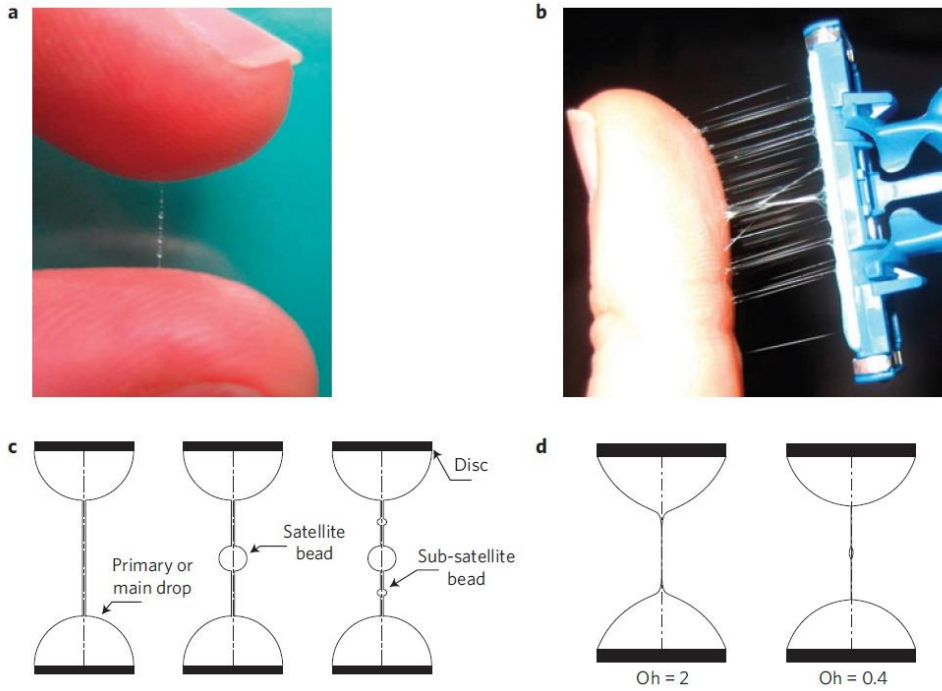 a
b
c
Disc
Satellite
bead
Primary or
main drop
Sub-satellite
bead
d
Oh = 2
Oh = 0.4